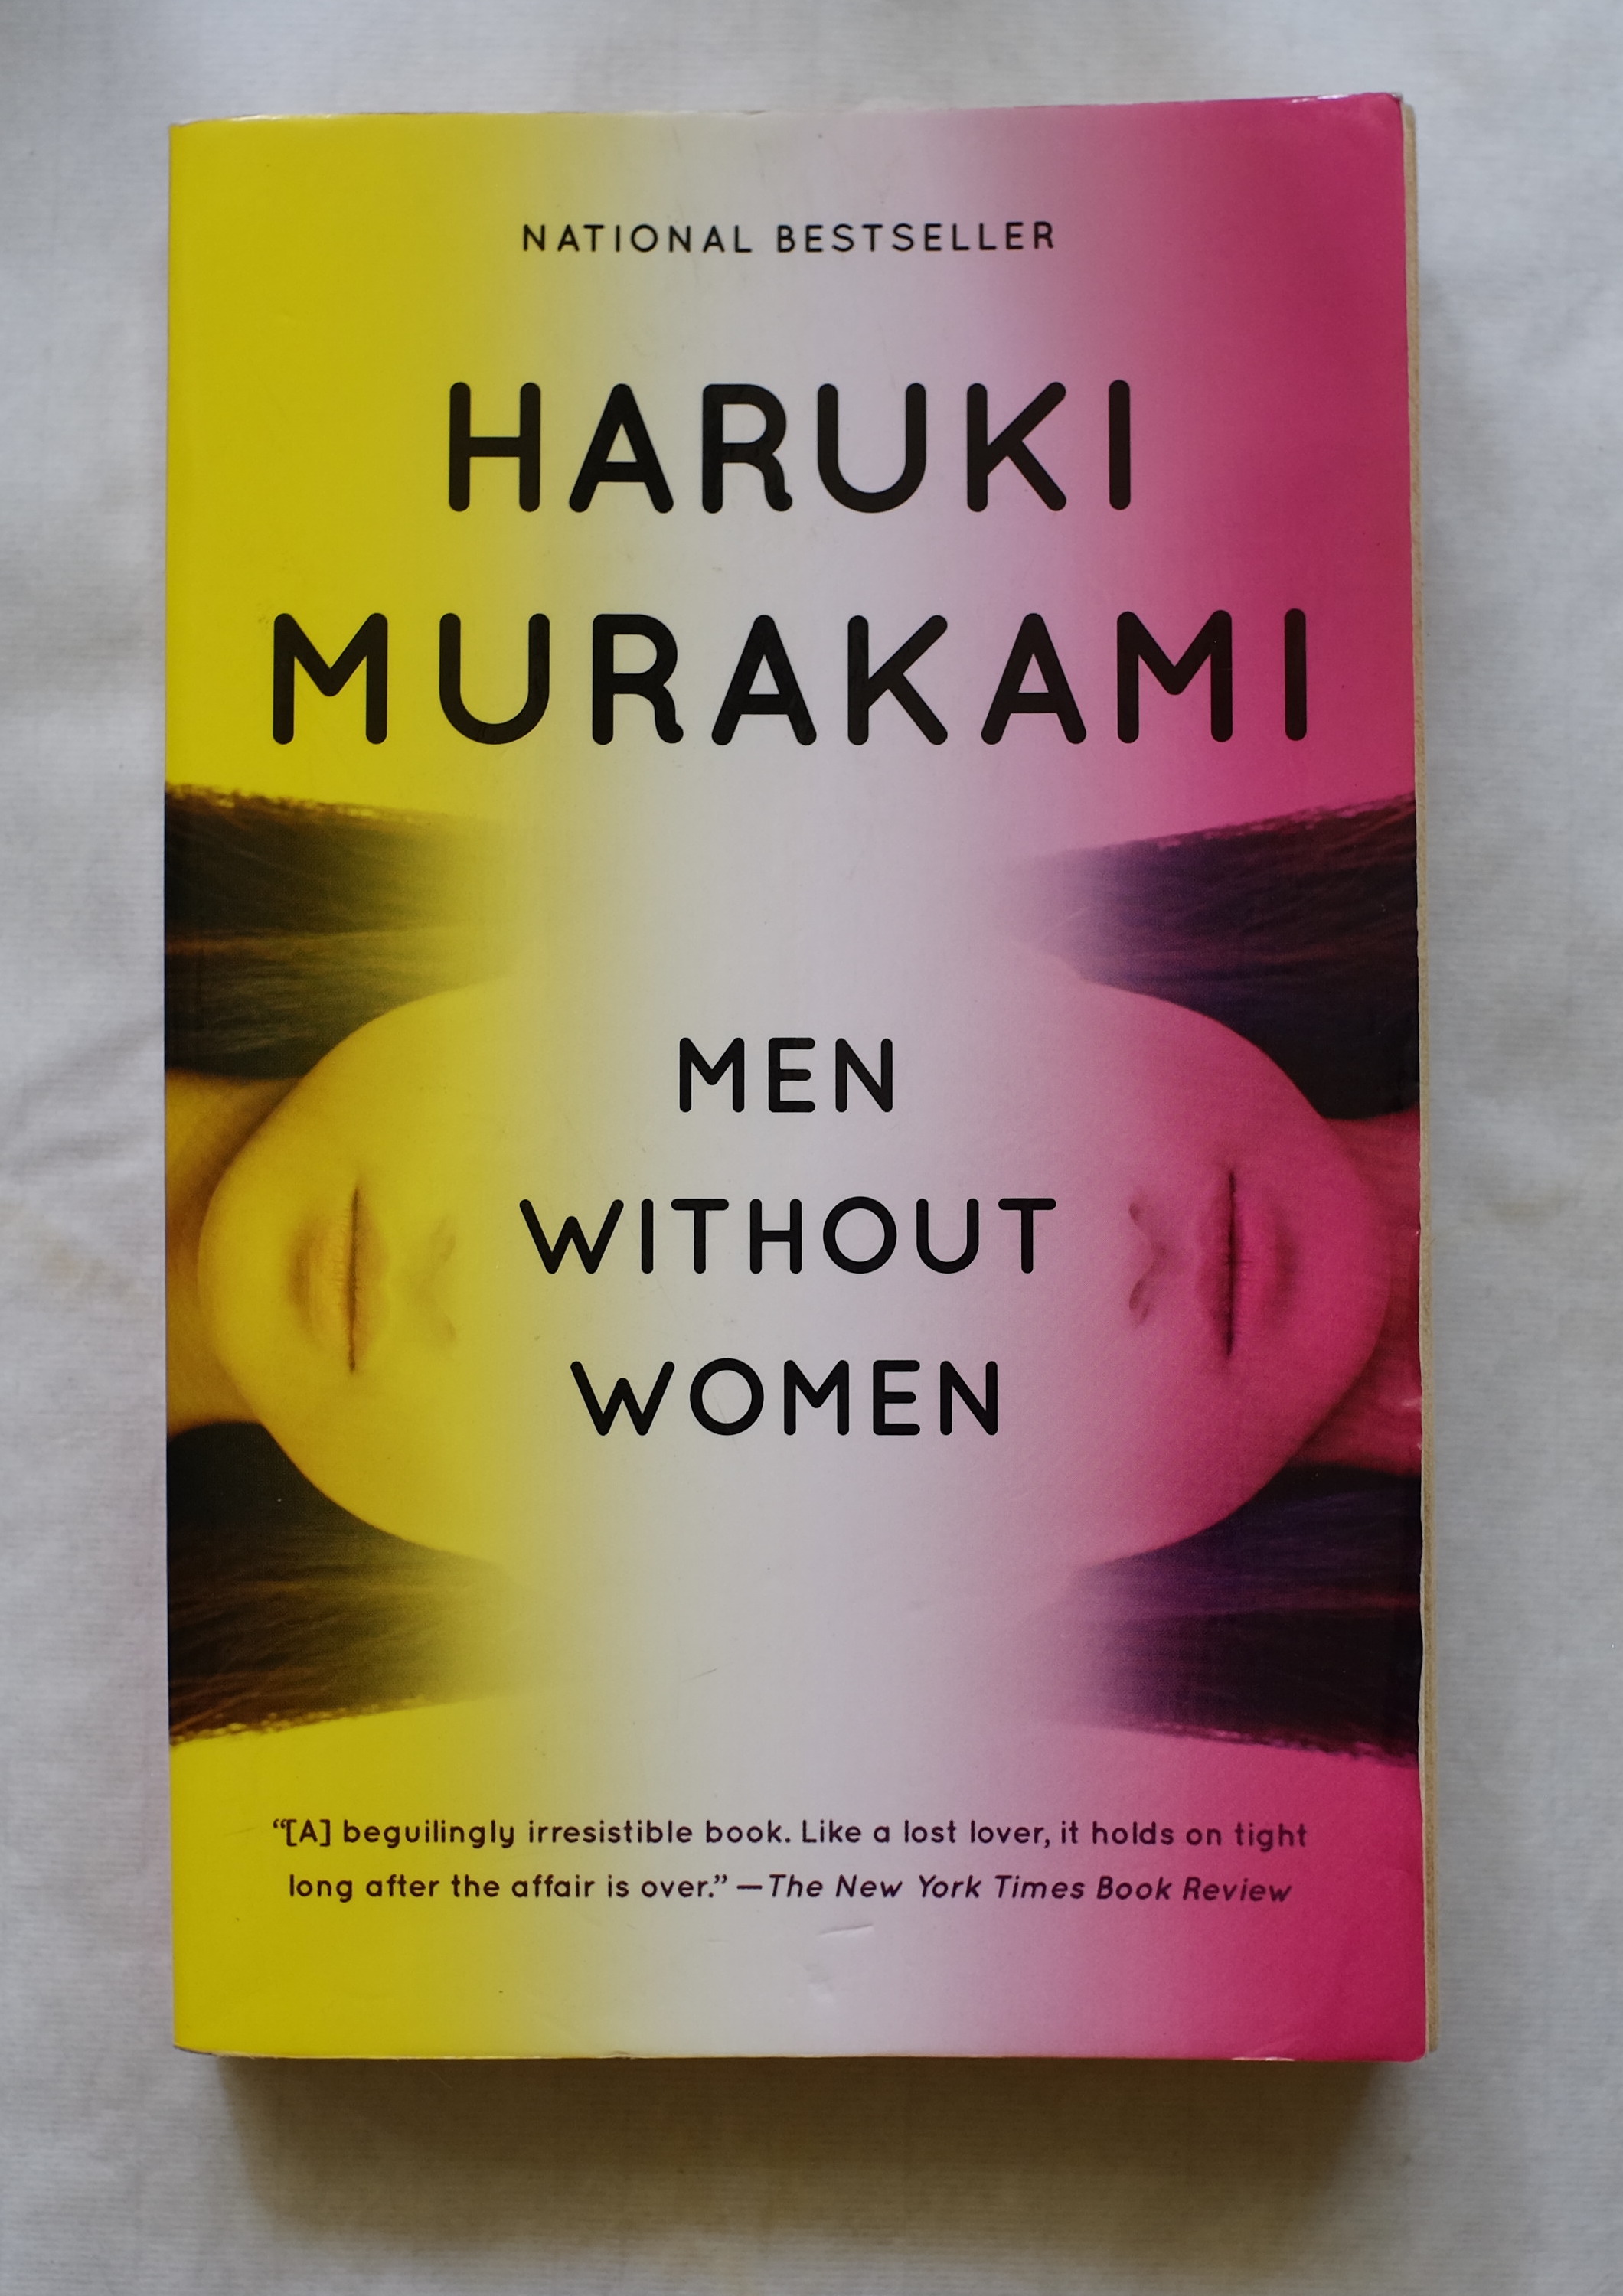 NATIONAL BESTSELLER
HARUKI
MURAKAMI
MEN
WITHOUT
WOMEN
“[A] beguilingly irresistible book. Like a lost lover, it holds on tight
long after the affair is over.” —The New York Times Book Review